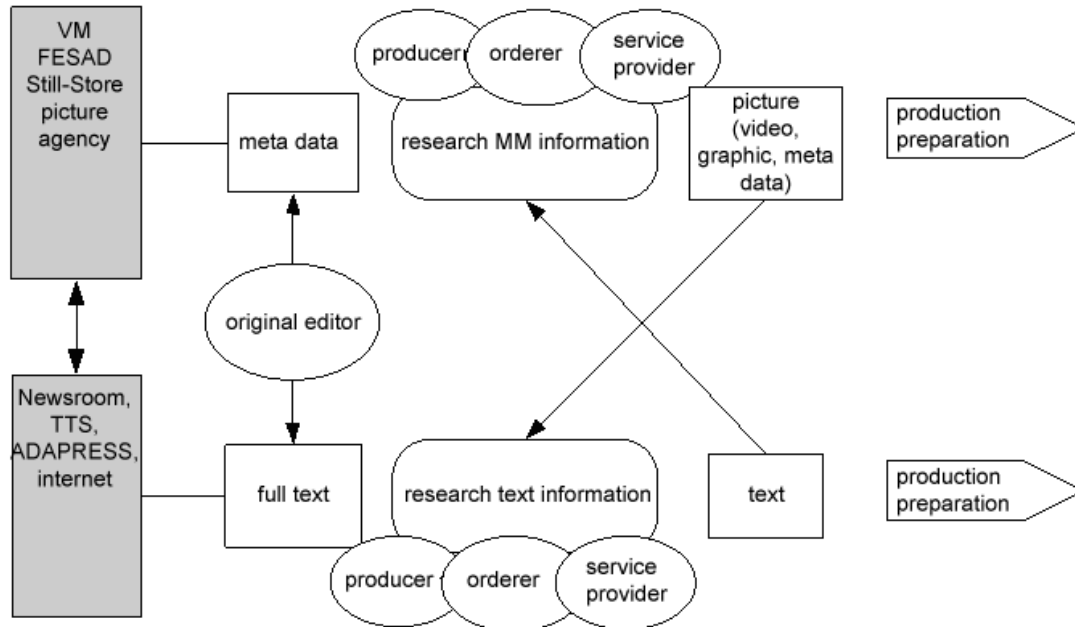 VM
FESAD
Still-Store
picture
agency
meta data
producer
orderer
service
provider
research MM information
picture
(video,
graphic, meta
data)
production
preparation
original editor
Newsroom,
TTS,
ADAPRESS,
internet
full text
research text information
text
production
preparation
producer
orderer
service
provider